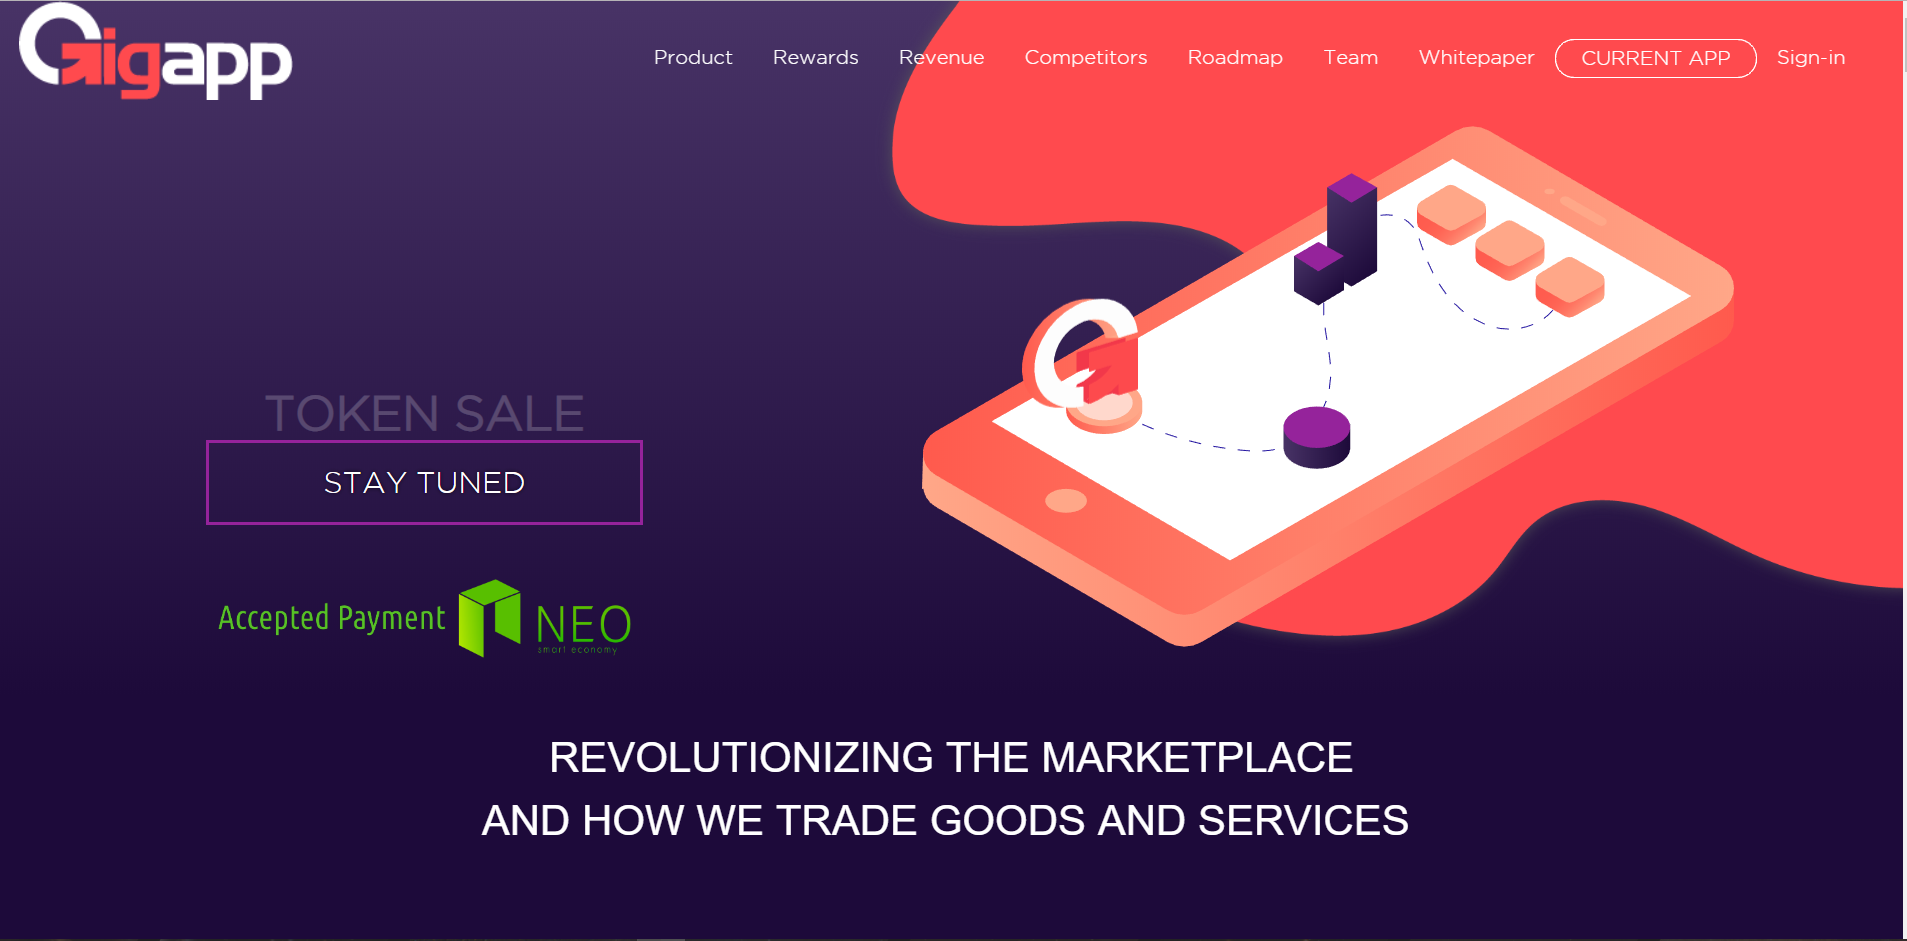 Gigapp
Product Rewards Revenue Competitors Roadmap Team Whitepaper CURRENT APP Sign-in
TOKEN SALE
STAY TUNED
Accepted Payment NEO
smart economy
REVOLUTIONIZING THE MARKETPLACE
AND HOW WE TRADE GOODS AND SERVICES